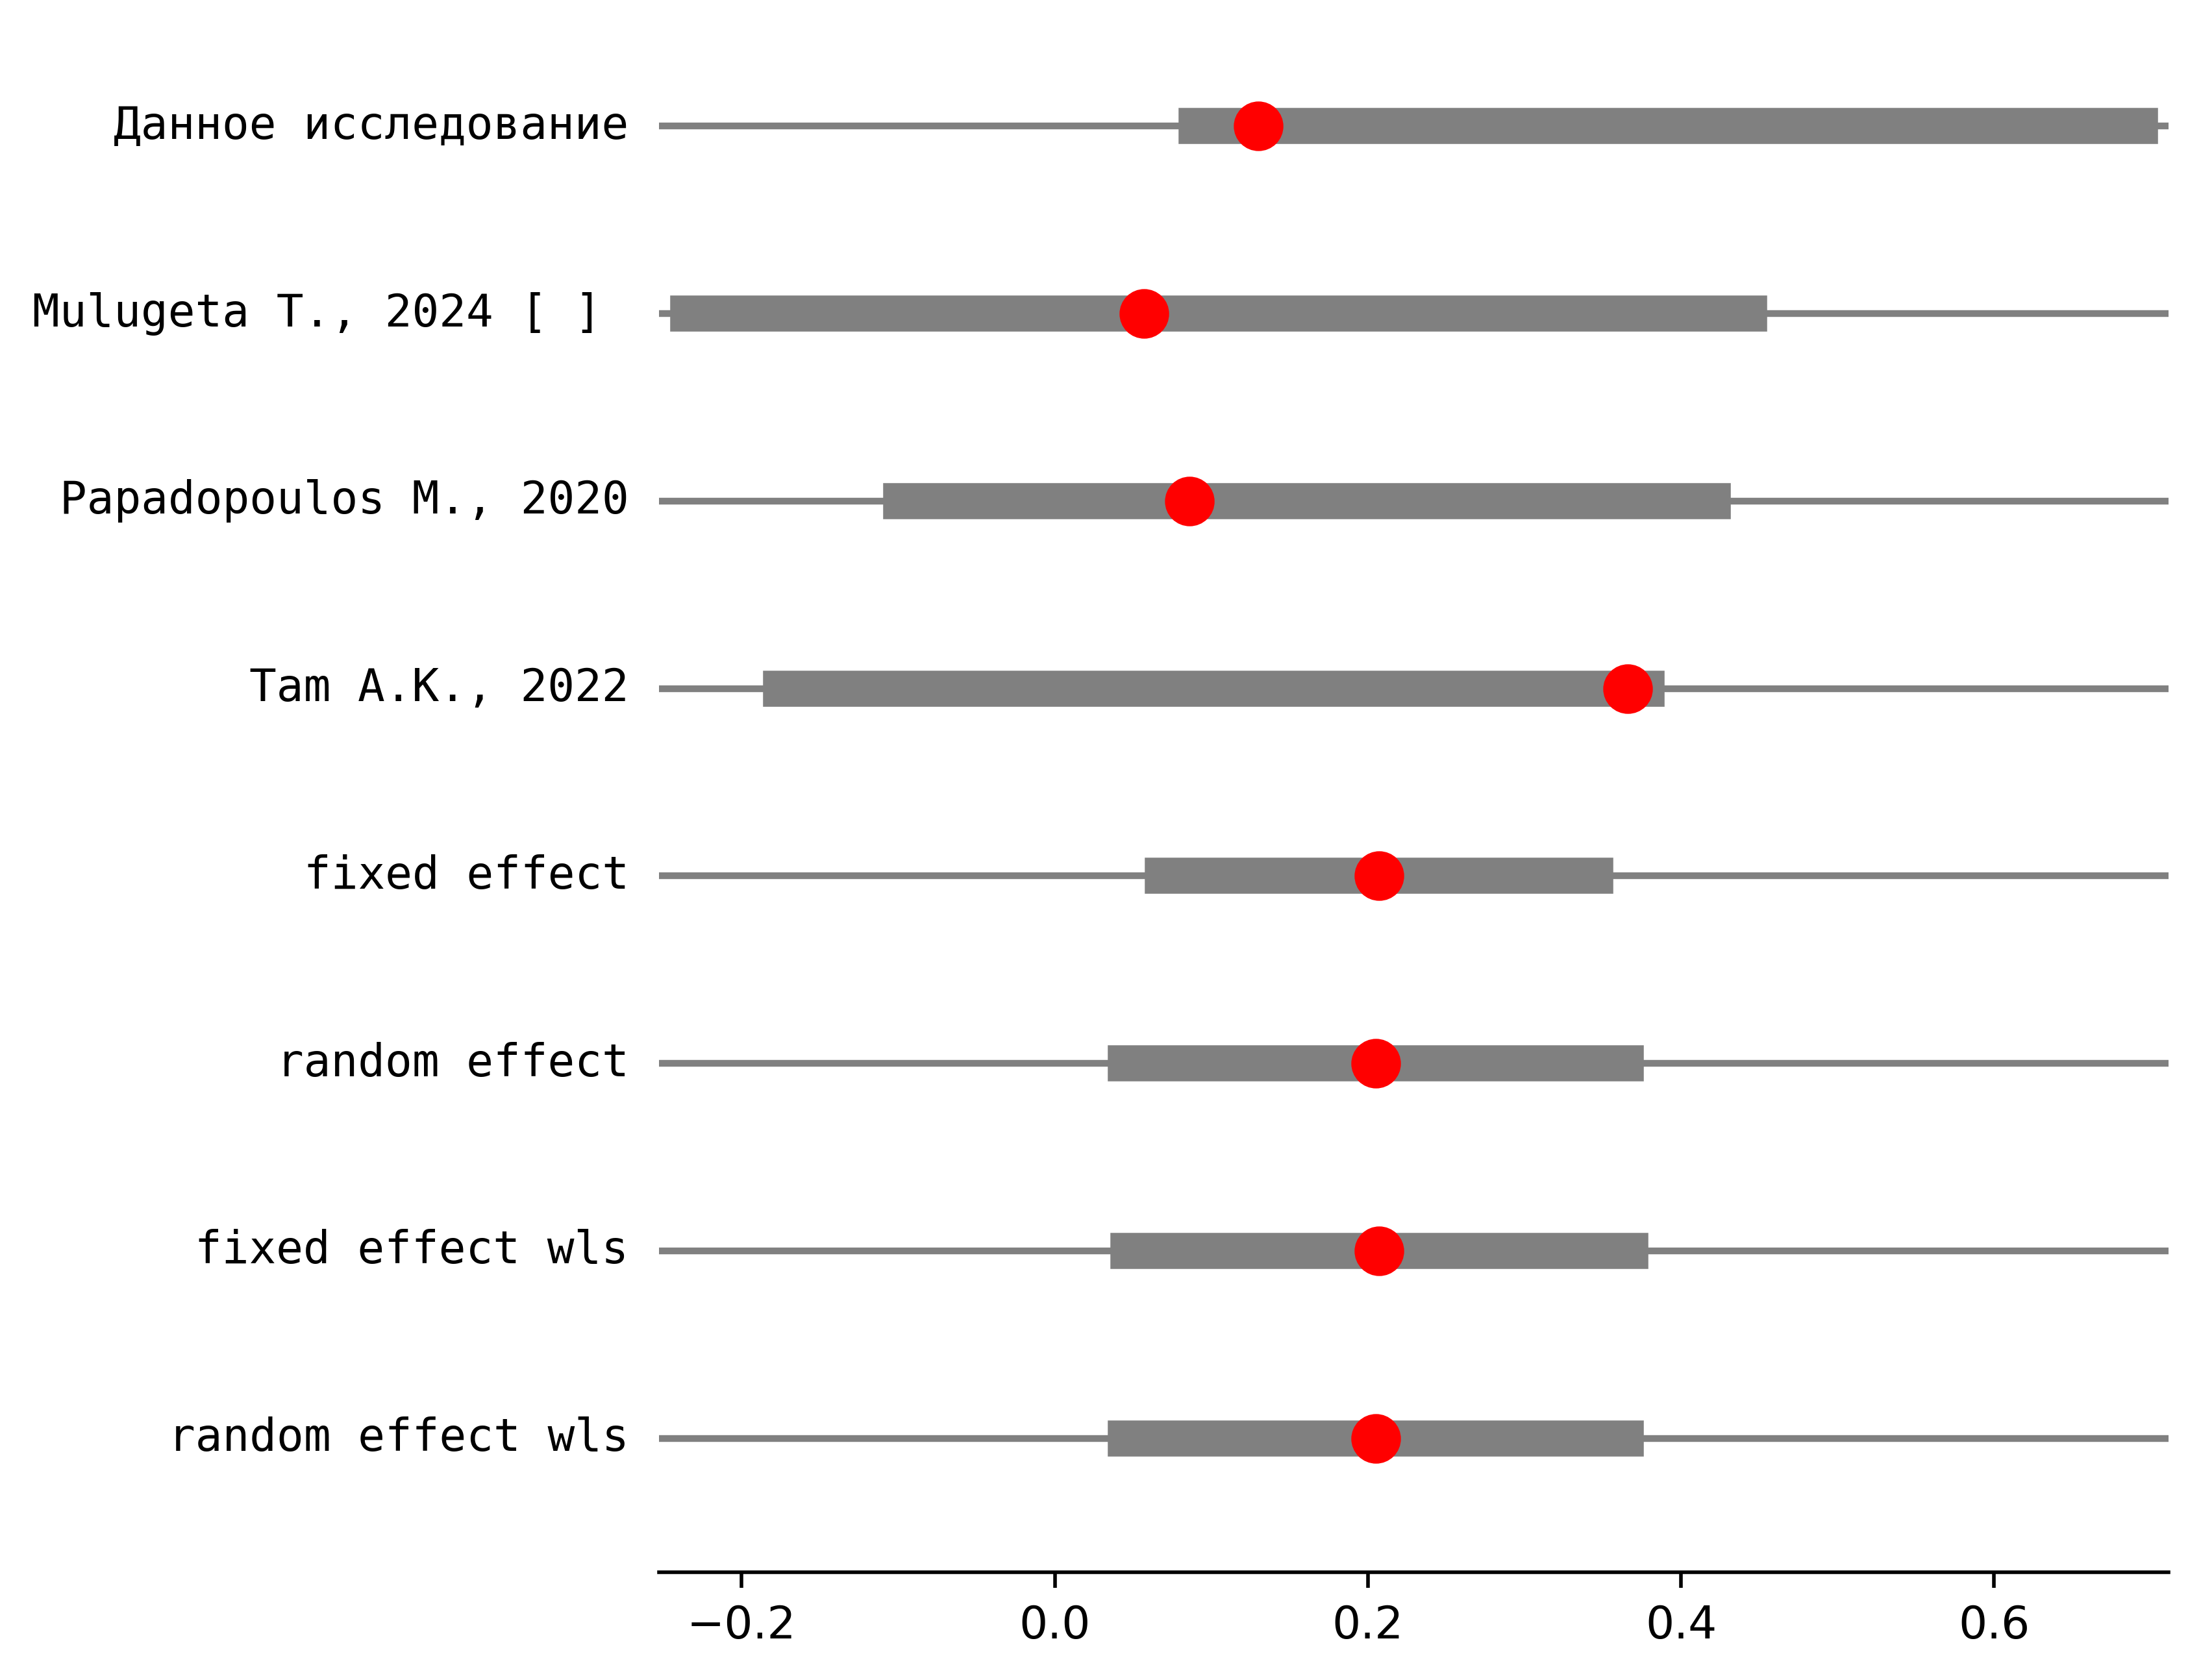 Данное исследование
Mulugeta T., 2024 [ ]
Papadopoulos M., 2020
Tam A.K., 2022
fixed effect
random effect
fixed effect wls
random effect wls
−0.2 0.0 0.2 0.4 0.6